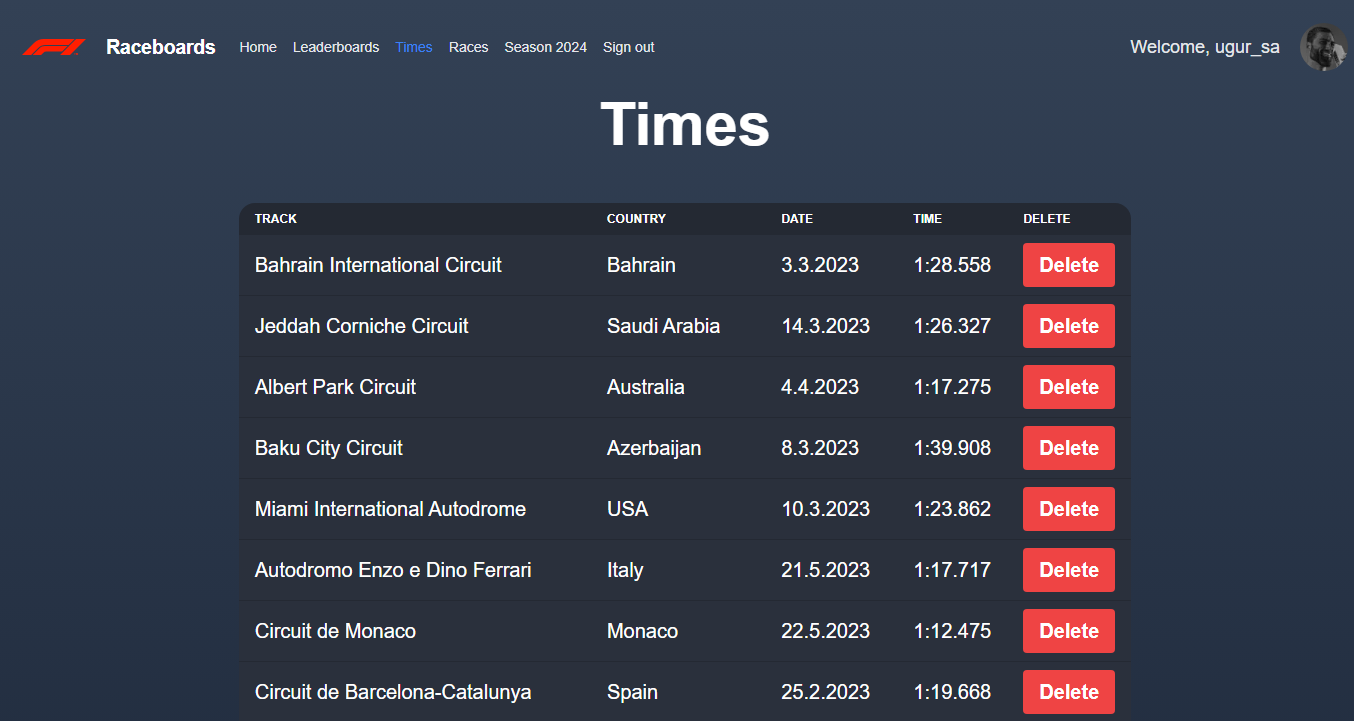 Raceboards Home Leaderboards Times Races Season 2024 Sign out Welcome, ugur_sa
Times
TRACK COUNTRY DATE TIME DELETE
Bahrain International Circuit Bahrain 3.3.2023 1:28.558 Delete
Jeddah Corniche Circuit Saudi Arabia 14.3.2023 1:26.327 Delete
Albert Park Circuit Australia 4.4.2023 1:17.275 Delete
Baku City Circuit Azerbaijan 8.3.2023 1:39.908 Delete
Miami International Autodrome USA 10.3.2023 1:23.862 Delete
Autodromo Enzo e Dino Ferrari Italy 21.5.2023 1:17.717 Delete
Circuit de Monaco Monaco 22.5.2023 1:12.475 Delete
Circuit de Barcelona-Catalunya Spain 25.2.2023 1:19.668 Delete